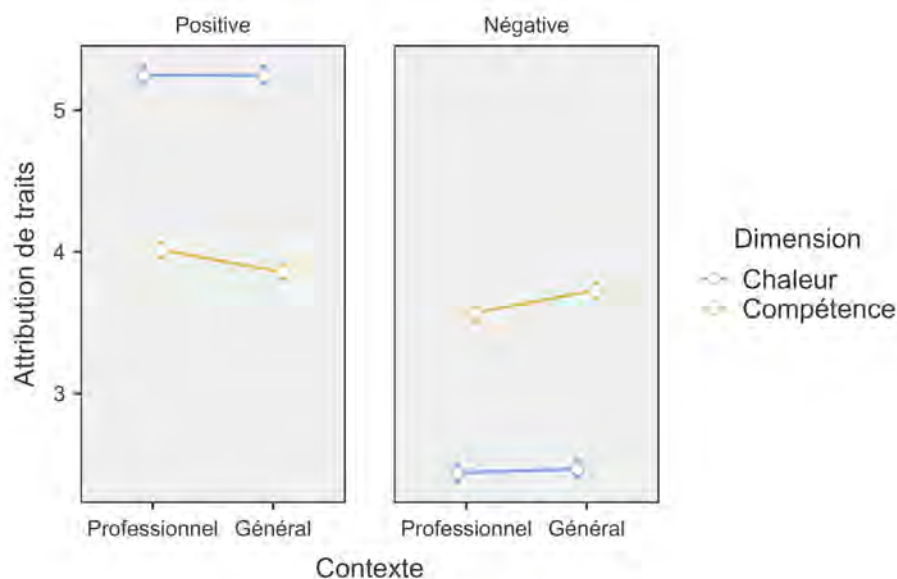 Positive
Négative
Attribution de traits
5
4
3
Professionnel Général
Professionnel Général
Contexte
Dimension
Chaleur
Compétence